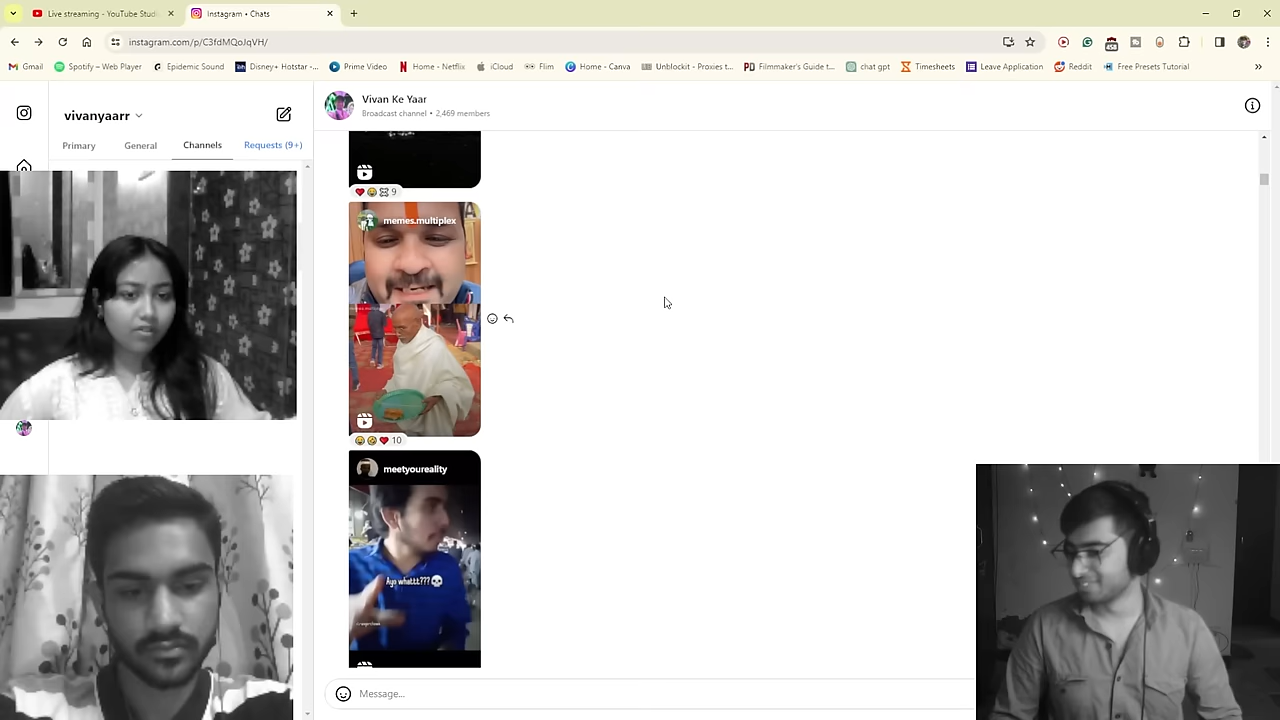 Live streaming - YouTube Studi
Instagram • Chats
instagram.com/p/C3fdMQoJqVH/
Gmail
Spotify – Web Player
Epidemic Sound
Disney+ Hotstar -...
Prime Video
Home - Netflix
iCloud
Flim
Home - Canva
Unblockit - Proxies t...
Filmmaker's Guide t...
chat gpt
Timesheets
Leave Application
Reddit
Free Presets Tutorial
vivanyaarr
Primary
General
Channels
Requests (9+)
Vivan Ke Yaar
Broadcast channel • 2,469 members
9
memes.multiplex
10
meetyoureality
Ayo whattt???💀
Message...